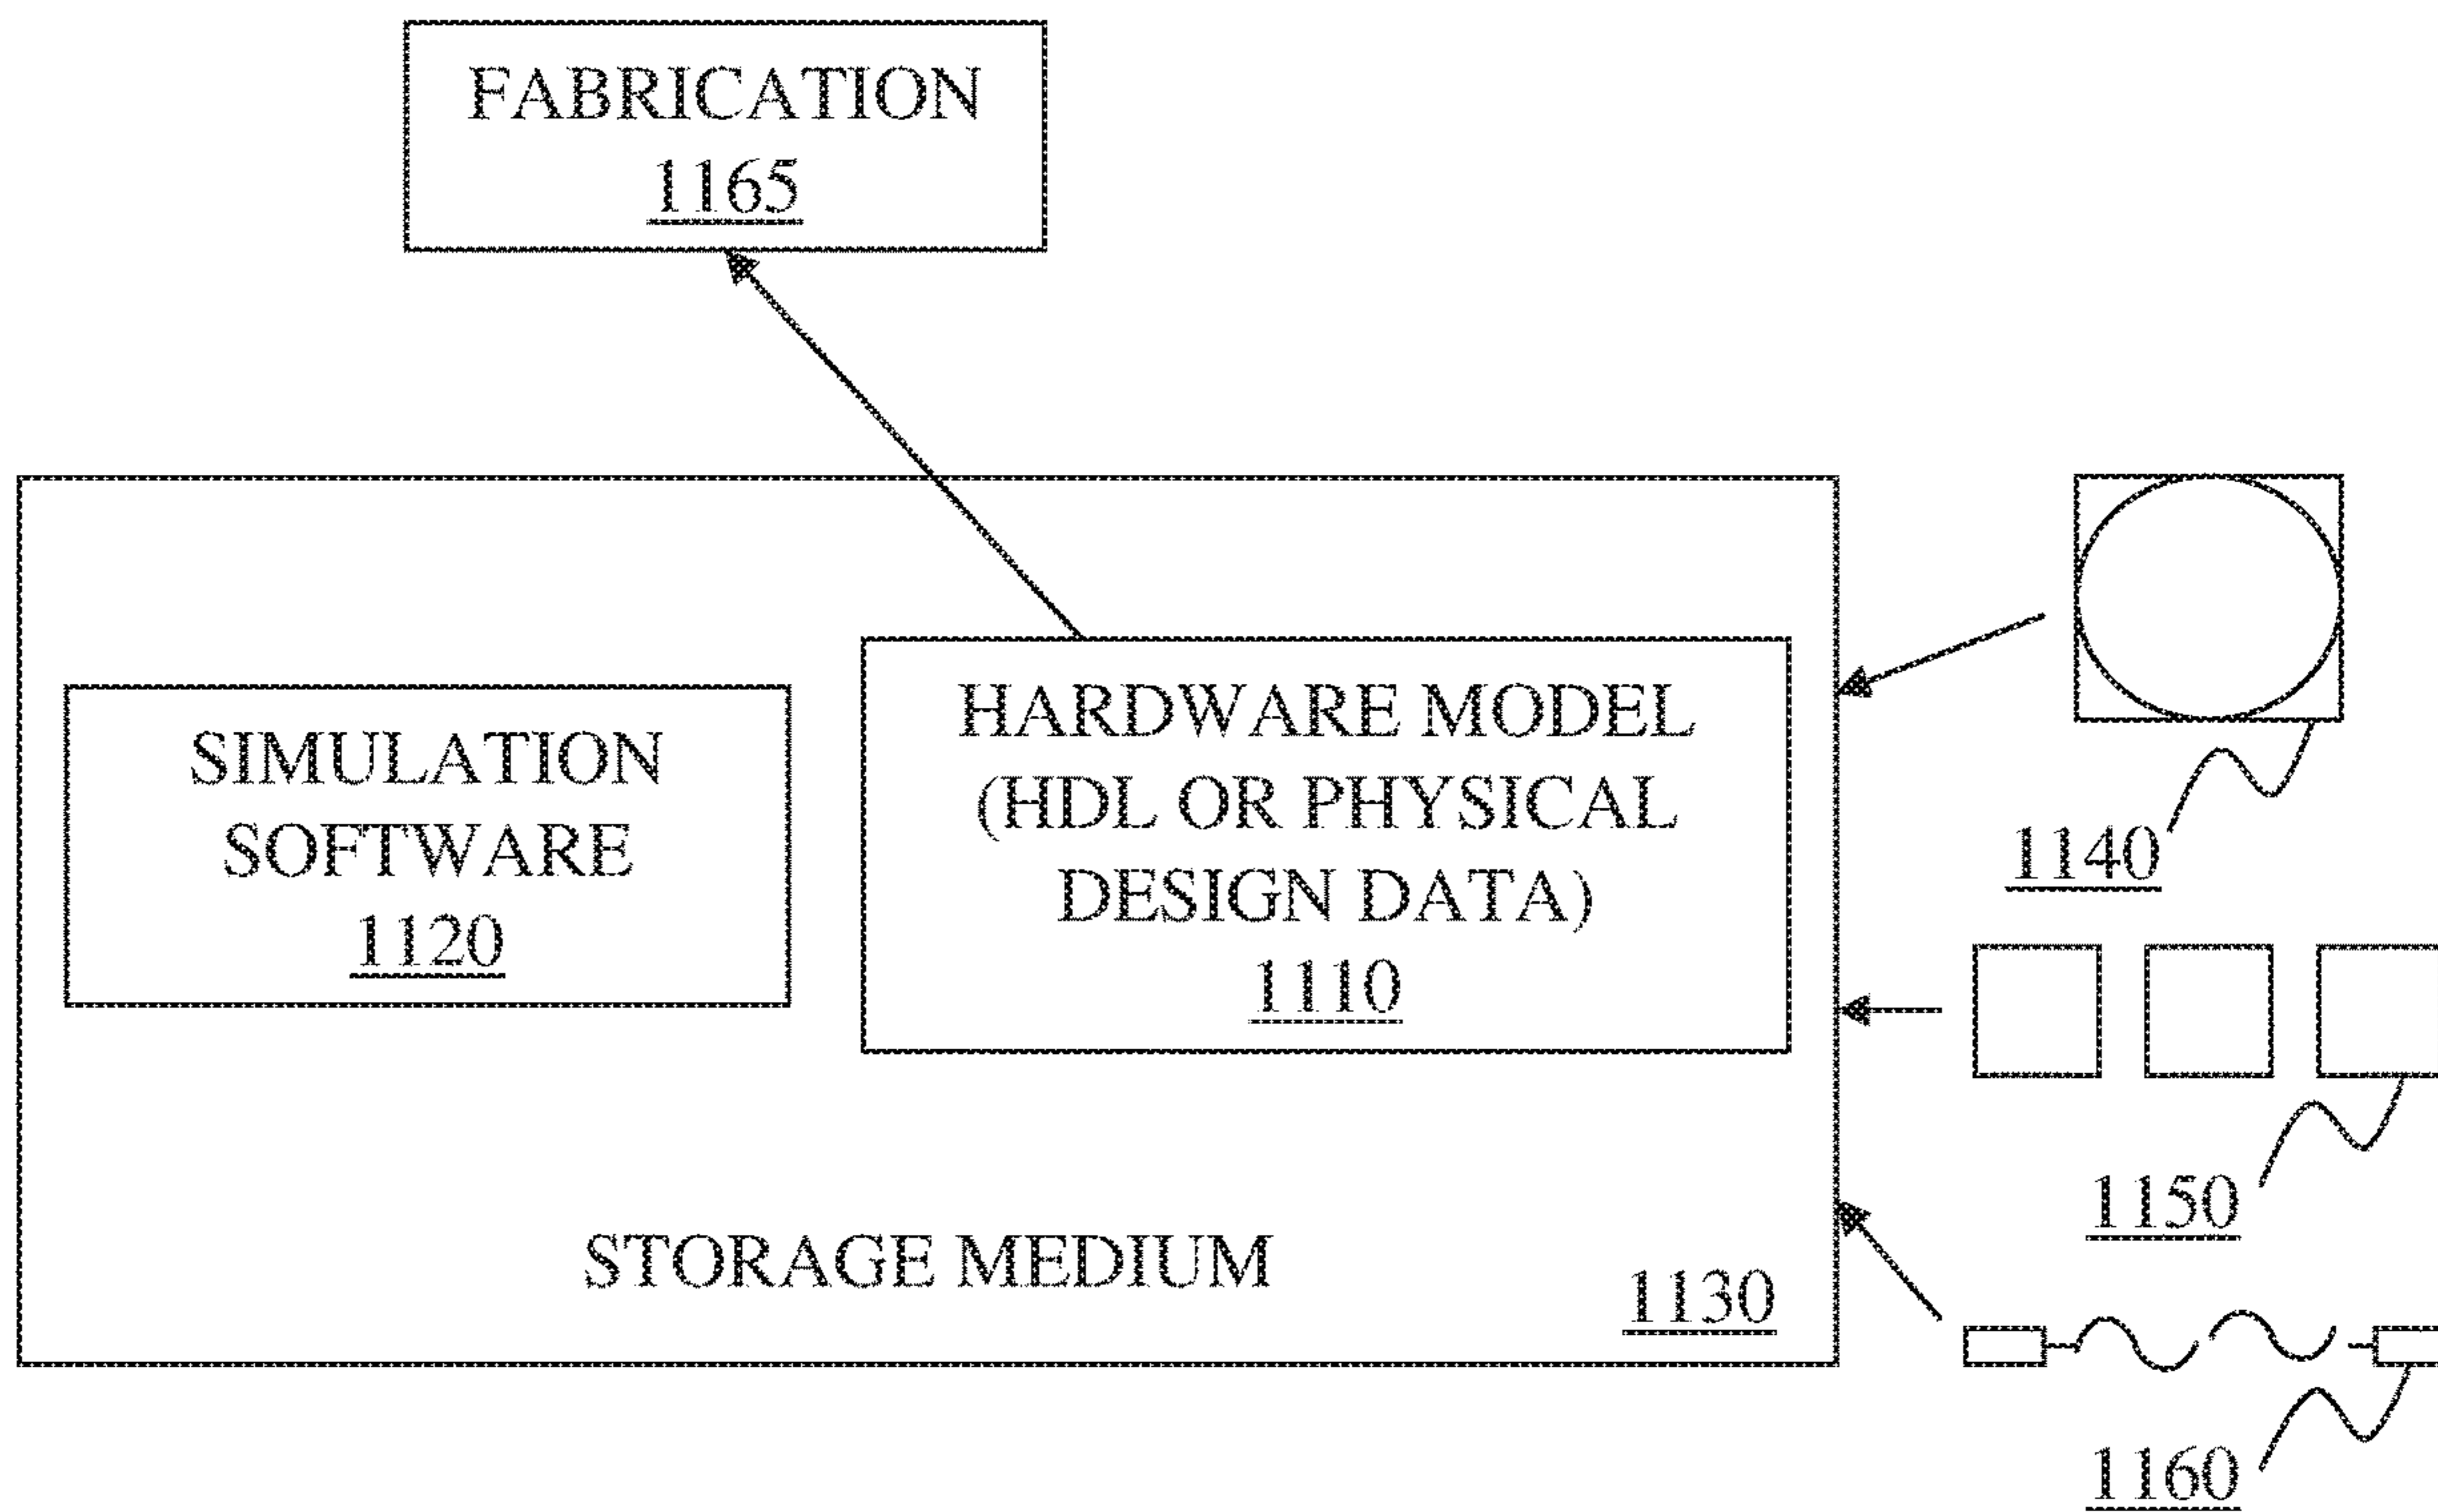 FABRICATION
1165
SIMULATION
SOFTWARE
1120
HARDWARE MODEL
(HDL OR PHYSICAL
DESIGN DATA)
1110
STORAGE MEDIUM
1130
1140
1150
1160